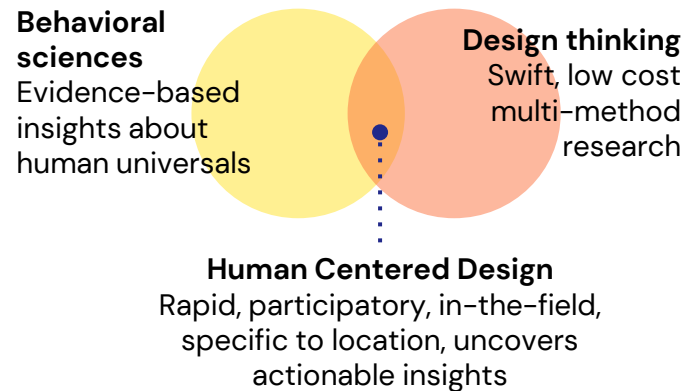 Behavioral
sciences
Evidence-based
insights about
human universals
Design thinking
Swift, low cost
multi-method
research
Human Centered Design
Rapid, participatory, in-the-field,
specific to location, uncovers
actionable insights